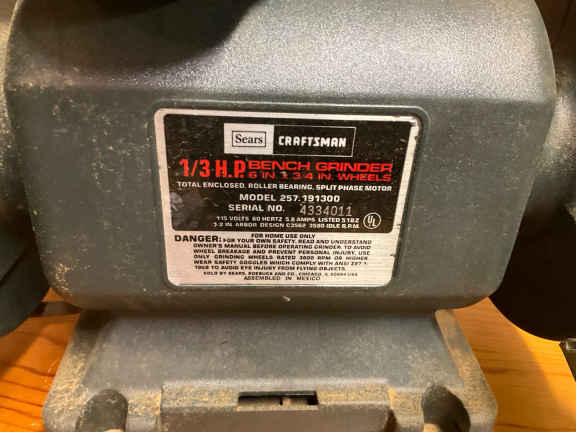 Sears CRAFTSMAN
1/3 H.P. BENCH GRINDER
6 IN. x 3/4 IN. WHEELS
TOTAL ENCLOSED. ROLLER BEARING. SPLIT PHASE MOTOR
MODEL 257.191300
SERIAL NO. 4334011
115 VOLTS 60 HERTZ 5.8 AMPS LISTED 518Z
1/2 IN. ARBOR DESIGN C2562 3580 IDLE R.P.M.
UL
FOR HOME USE ONLY
DANGER: FOR YOUR OWN SAFETY, READ AND UNDERSTAND
OWNER'S MANUAL BEFORE OPERATING GRINDER. TO AVOID
WHEEL BREAKAGE AND PREVENT PERSONAL INJURY, USE
ONLY GRINDING WHEELS RATED 3600 RPM OR HIGHER.
WEAR SAFETY GOGGLES WHICH COMPLY WITH ANSI Z87.1-
1968 TO AVOID EYE INJURY FROM FLYING OBJECTS.
SOLD BY SEARS, ROEBUCK AND CO., CHICAGO, IL 60684 USA
ASSEMBLED IN MEXICO